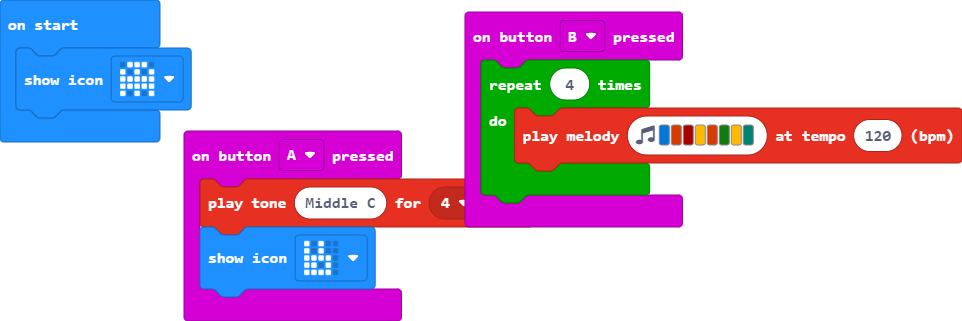 on start
show icon
on button A pressed
play tone Middle C for 4
show icon
on button B pressed
repeat 4 times
do
play melody at tempo 120 (bpm)